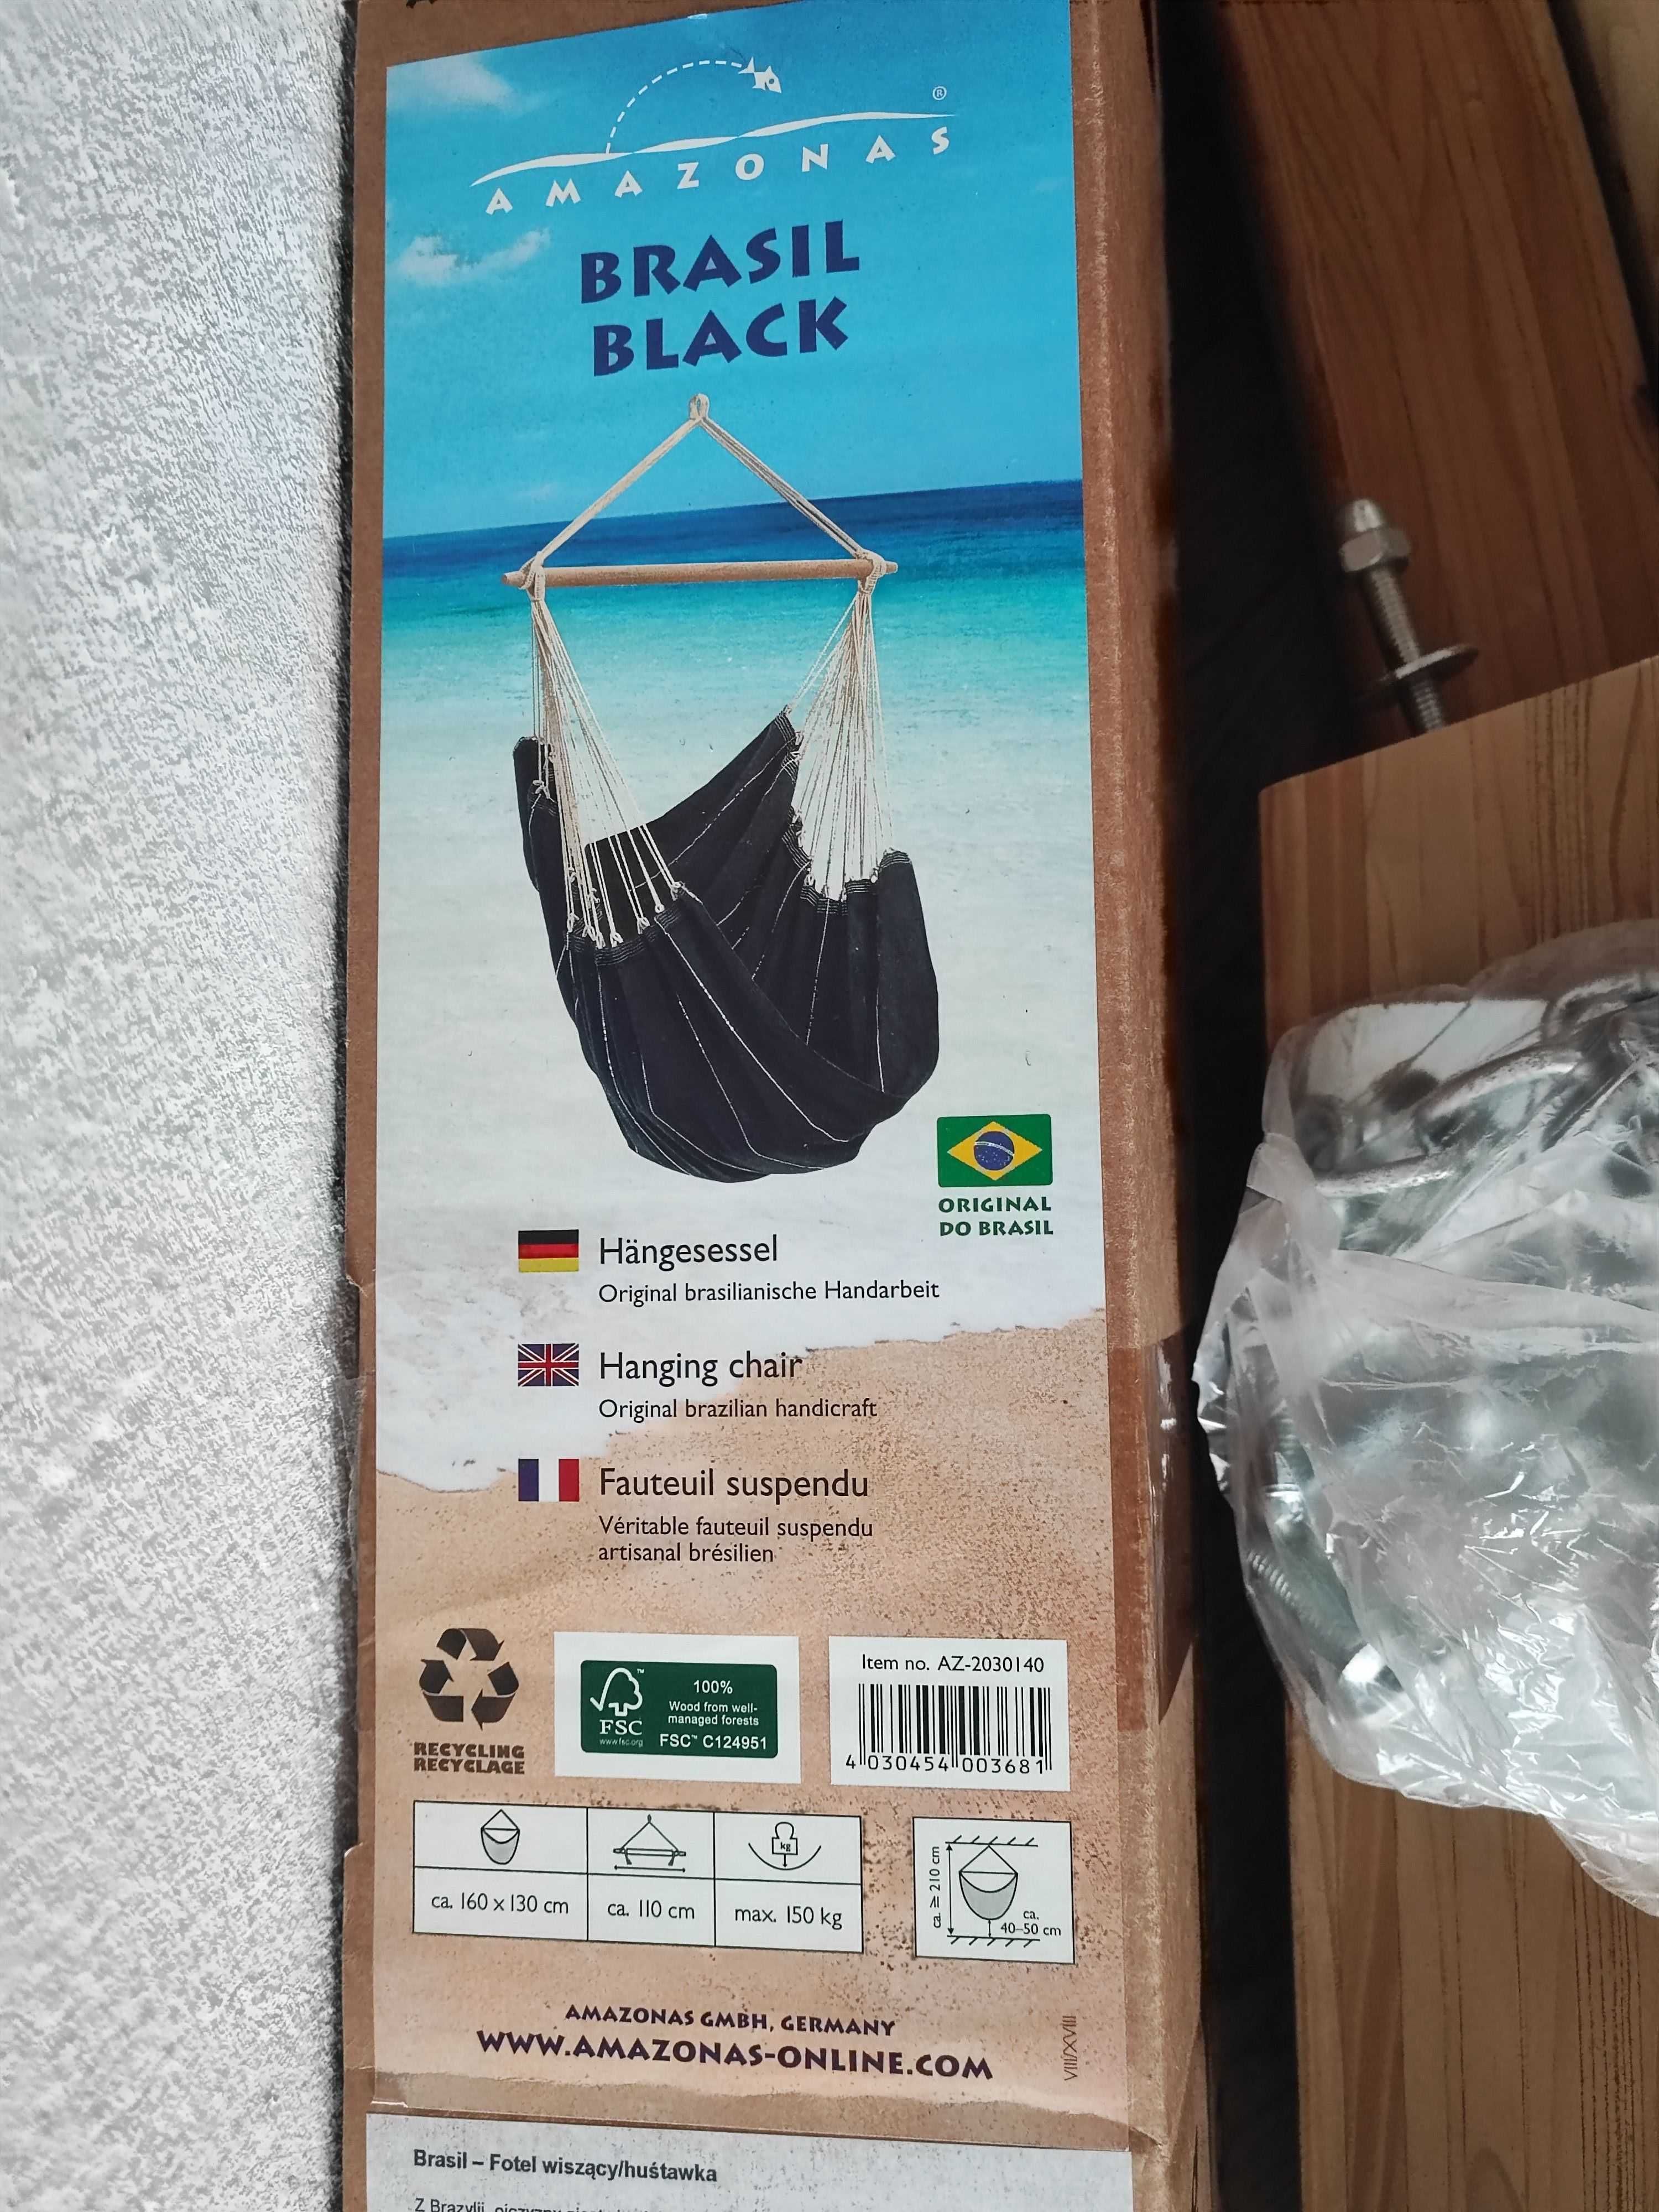 ®
AMAZONAS
BRASIL
BLACK
ORIGINAL
DO BRASIL
Hängesessel
Original brasilianische Handarbeit
Hanging chair
Original brazilian handicraft
Fauteuil suspendu
Véritable fauteuil suspendu
artisanal brésilien
RECYCLING
RECYCLAGE
FSC
www.fsc.org
100%
Wood from well-
managed forests
FSC™ C124951
Item no. AZ-2030140
4 030454 003681
kg
ca. 160 x 130 cm
ca. 110 cm
max. 150 kg
ca. ≥ 210 cm
ca.
40–50 cm
AMAZONAS GMBH, GERMANY
WWW.AMAZONAS-ONLINE.COM
VIII/XVIII
Brasil – Fotel wiszący/huśtawka
Z Brazylii, ojczyzny